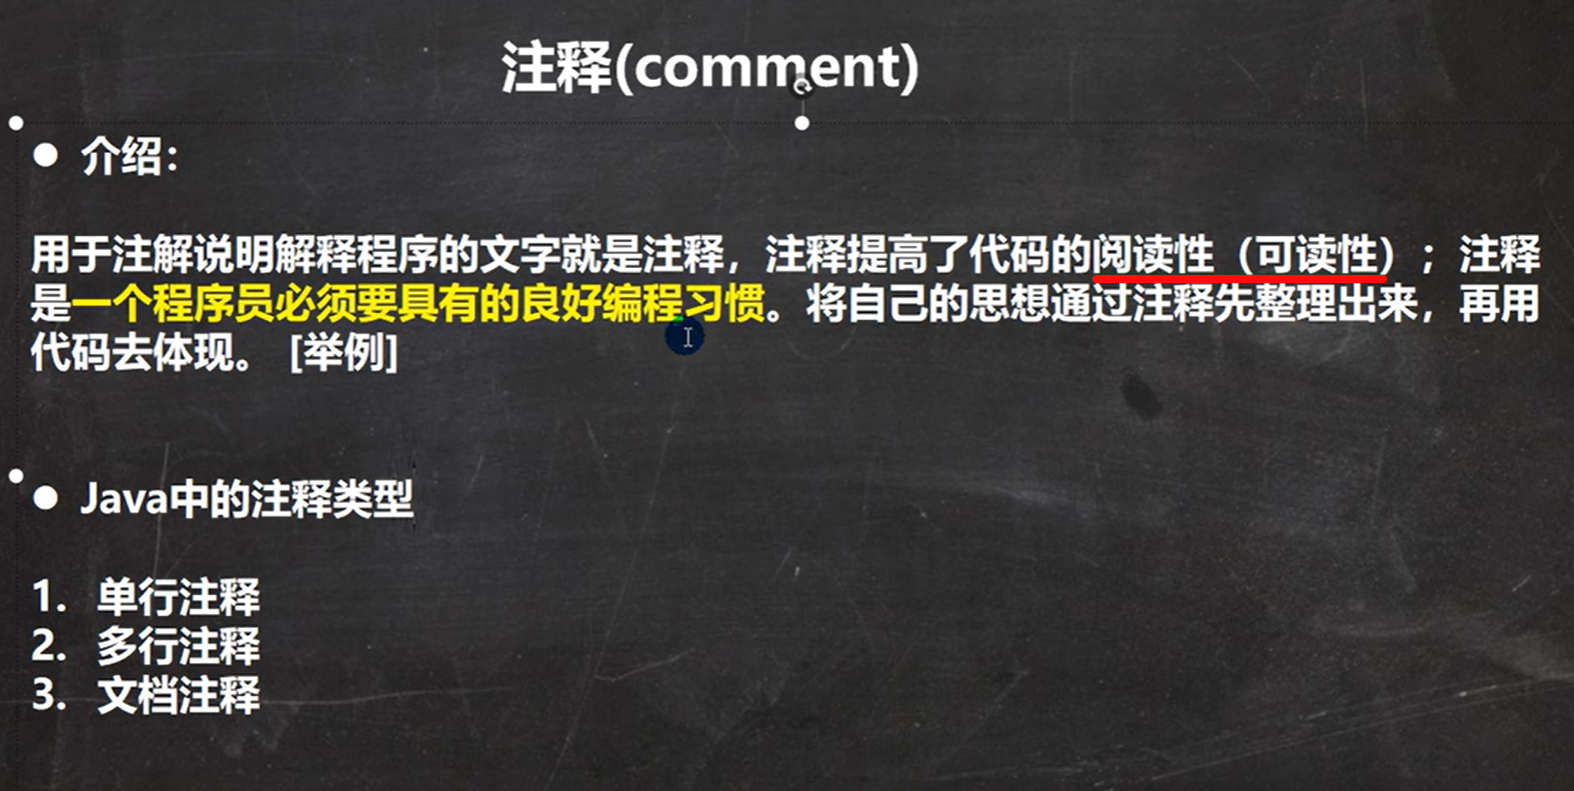 注释(comment)
● 介绍：
用于注解说明解释程序的文字就是注释，注释提高了代码的阅读性（可读性）；注释
是一个程序员必须要具有的良好编程习惯。将自己的思想通过注释先整理出来，再用
代码去体现。 [举例]
● Java中的注释类型
1. 单行注释
2. 多行注释
3. 文档注释